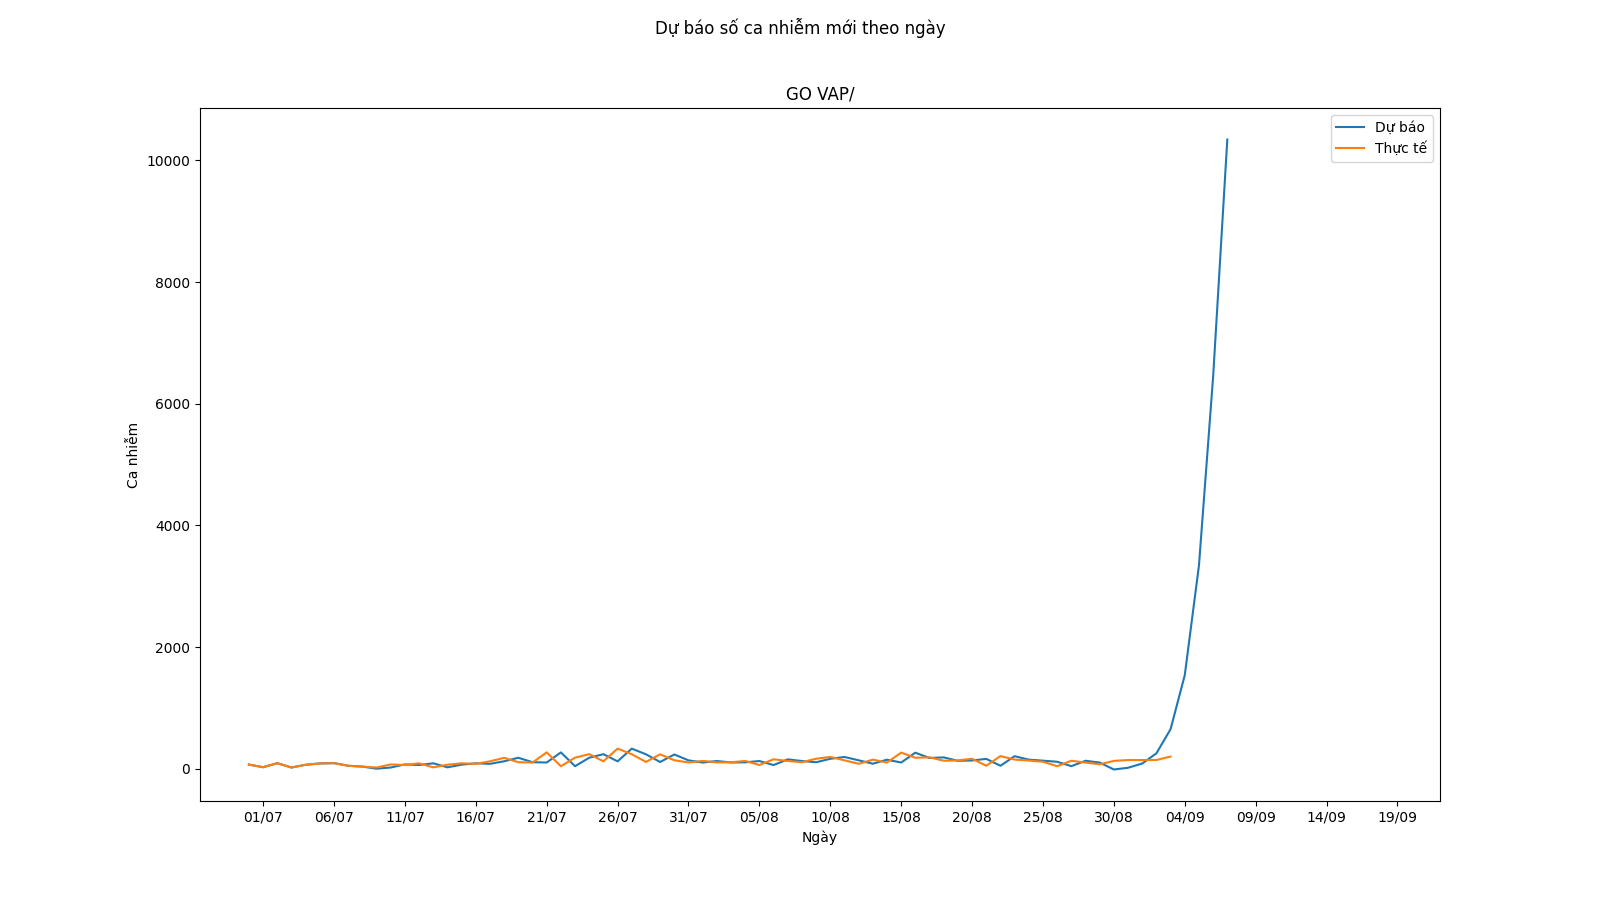 Dự báo số ca nhiễm mới theo ngày
GO VAP/
Dự báo
Thực tế
10000
8000
6000
4000
2000
0
Ca nhiễm
01/07 06/07 11/07 16/07 21/07 26/07 31/07 05/08 10/08 15/08 20/08 25/08 30/08 04/09 09/09 14/09 19/09
Ngày